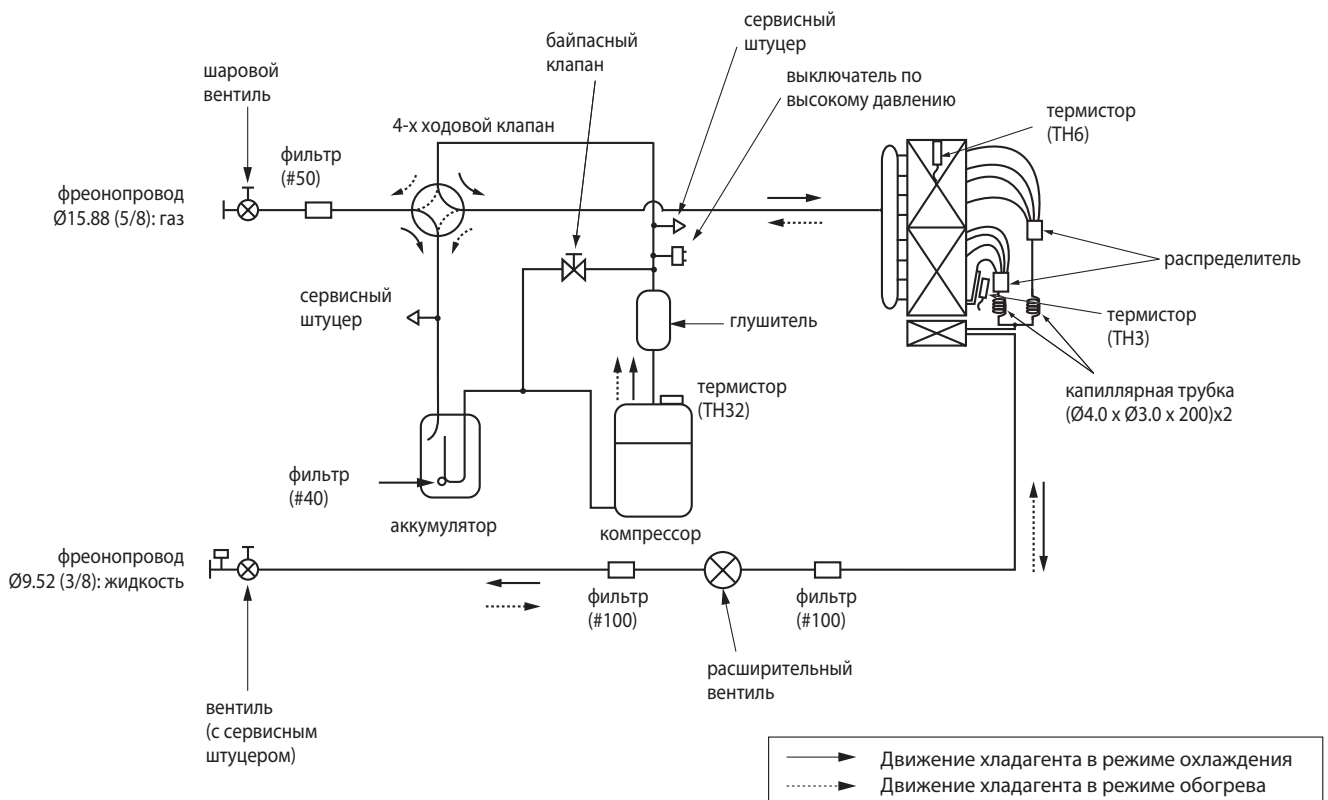 сервисный
штуцер
байпасный
клапан
выключатель по
высокому давлению
шаровой
вентиль
термистор
(TH6)
4-х ходовой клапан
фильтр
(#50)
фреонопровод
Ø15.88 (5/8): газ
распределитель
сервисный
штуцер
глушитель
термистор
(TH3)
термистор
(TH32)
капиллярная трубка
(Ø4.0 x Ø3.0 x 200)x2
фильтр
(#40)
аккумулятор
компрессор
фреонопровод
Ø9.52 (3/8): жидкость
фильтр
(#100)
фильтр
(#100)
расширительный
вентиль
вентиль
(с сервисным
штуцером)
Движение хладагента в режиме охлаждения
Движение хладагента в режиме обогрева